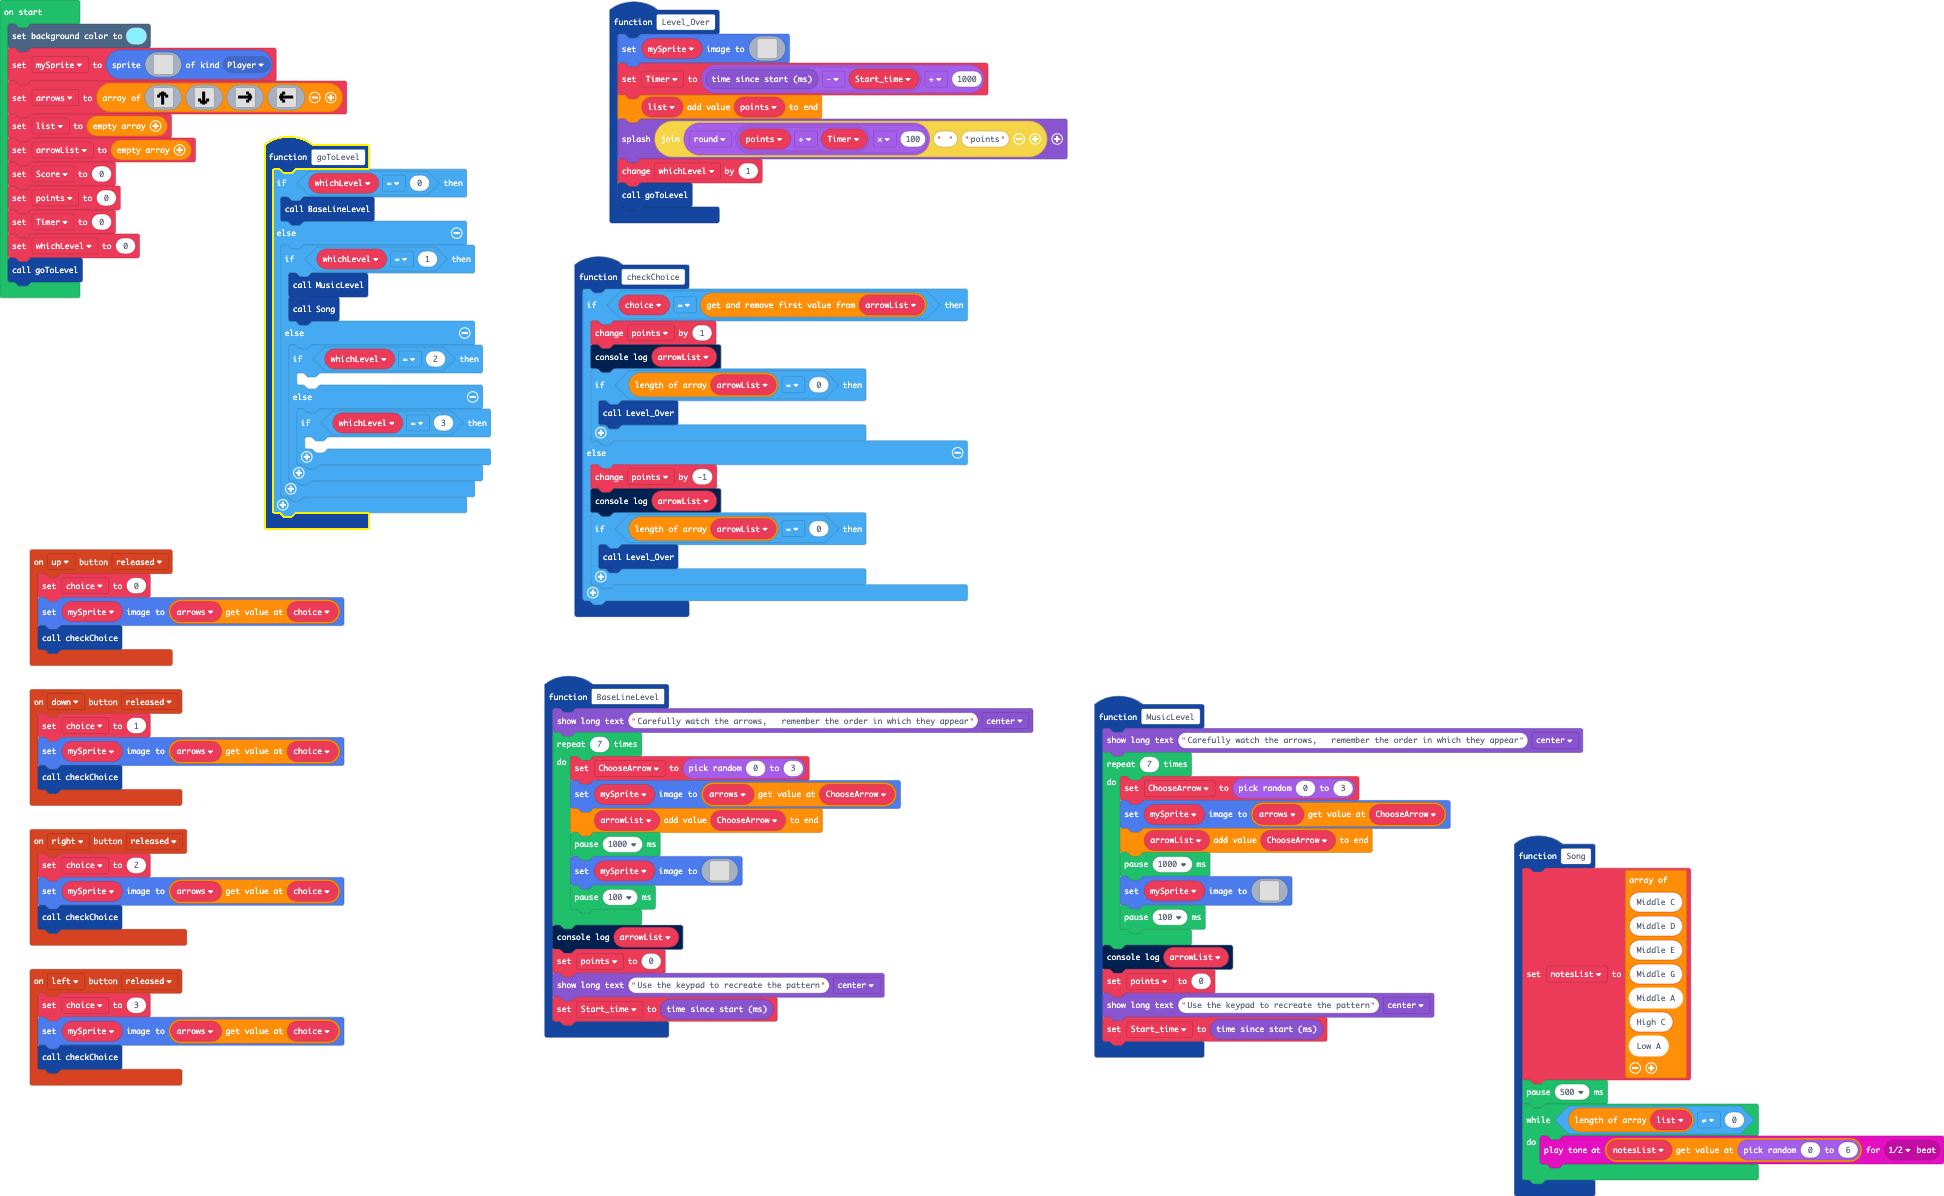 on start
set background color to
set mySprite to sprite of kind Player
set arrows to array of
set list to empty array
set arrowList to empty array
set Score to 0
set points to 0
set Timer to 0
set whichLevel to 0
call goToLevel
function goToLevel
if whichLevel = 0 then
call BaseLineLevel
else
if whichLevel = 1 then
call MusicLevel
call Song
else
if whichLevel = 2 then
else
if whichLevel = 3 then
function Level_Over
set mySprite image to
set Timer to time since start (ms) - Start_time ÷ 1000
list add value points to end
splash join round points ÷ Timer × 100 " " "points"
change whichLevel by 1
call goToLevel
function checkChoice
if choice = get and remove first value from arrowList then
change points by 1
console log arrowList
if length of array arrowList = 0 then
call Level_Over
else
change points by -1
console log arrowList
if length of array arrowList = 0 then
call Level_Over
on up button released
set choice to 0
set mySprite image to arrows get value at choice
call checkChoice
on down button released
set choice to 1
set mySprite image to arrows get value at choice
call checkChoice
on right button released
set choice to 2
set mySprite image to arrows get value at choice
call checkChoice
on left button released
set choice to 3
set mySprite image to arrows get value at choice
call checkChoice
function BaseLineLevel
show long text "Carefully watch the arrows,   remember the order in which they appear" center
repeat 7 times
do set ChooseArrow to pick random 0 to 3
set mySprite image to arrows get value at ChooseArrow
arrowList add value ChooseArrow to end
pause 1000 ms
set mySprite image to
pause 100 ms
console log arrowList
set points to 0
show long text "Use the keypad to recreate the pattern" center
set Start_time to time since start (ms)
function MusicLevel
show long text "Carefully watch the arrows,   remember the order in which they appear" center
repeat 7 times
do set ChooseArrow to pick random 0 to 3
set mySprite image to arrows get value at ChooseArrow
arrowList add value ChooseArrow to end
pause 1000 ms
set mySprite image to
pause 100 ms
console log arrowList
set points to 0
show long text "Use the keypad to recreate the pattern" center
set Start_time to time since start (ms)
function Song
set notesList to array of
Middle C
Middle D
Middle E
Middle G
Middle A
High C
Low A
pause 500 ms
while length of array list ≠ 0
do play tone at notesList get value at pick random 0 to 6 for 1/2 beat